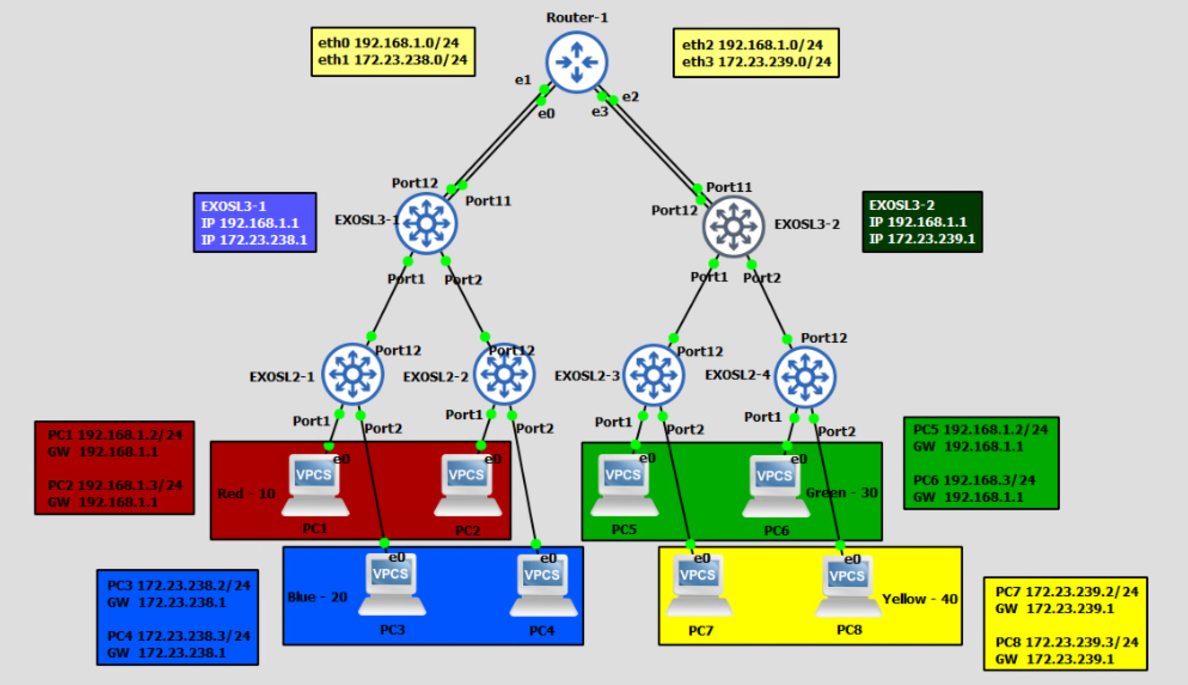 Router-1
eth0 192.168.1.0/24
eth1 172.23.238.0/24
eth2 192.168.1.0/24
eth3 172.23.239.0/24
e1
e0
e2
e3
Port12
Port11
Port11
Port12
EXOSL3-1
IP 192.168.1.1
IP 172.23.238.1
EXOSL3-1
EXOSL3-2
EXOSL3-2
IP 192.168.1.1
IP 172.23.239.1
Port1
Port2
Port1
Port2
Port12
Port12
Port12
Port12
EXOSL2-1
EXOSL2-2
EXOSL2-3
EXOSL2-4
Port1
Port2
Port1
Port2
Port1
Port2
Port1
Port2
PC1 192.168.1.2/24
GW 192.168.1.1
PC2 192.168.1.3/24
GW 192.168.1.1
Red - 10
e0
VPCS
PC1
e0
VPCS
PC2
e0
VPCS
PC5
e0
VPCS
PC6
Green - 30
PC5 192.168.1.2/24
GW 192.168.1.1
PC6 192.168.3/24
GW 192.168.1.1
PC3 172.23.238.2/24
GW 172.23.238.1
PC4 172.23.238.3/24
GW 172.23.238.1
Blue - 20
e0
VPCS
PC3
e0
VPCS
PC4
e0
VPCS
PC7
e0
VPCS
PC8
Yellow - 40
PC7 172.23.239.2/24
GW 172.23.239.1
PC8 172.23.239.3/24
GW 172.23.239.1